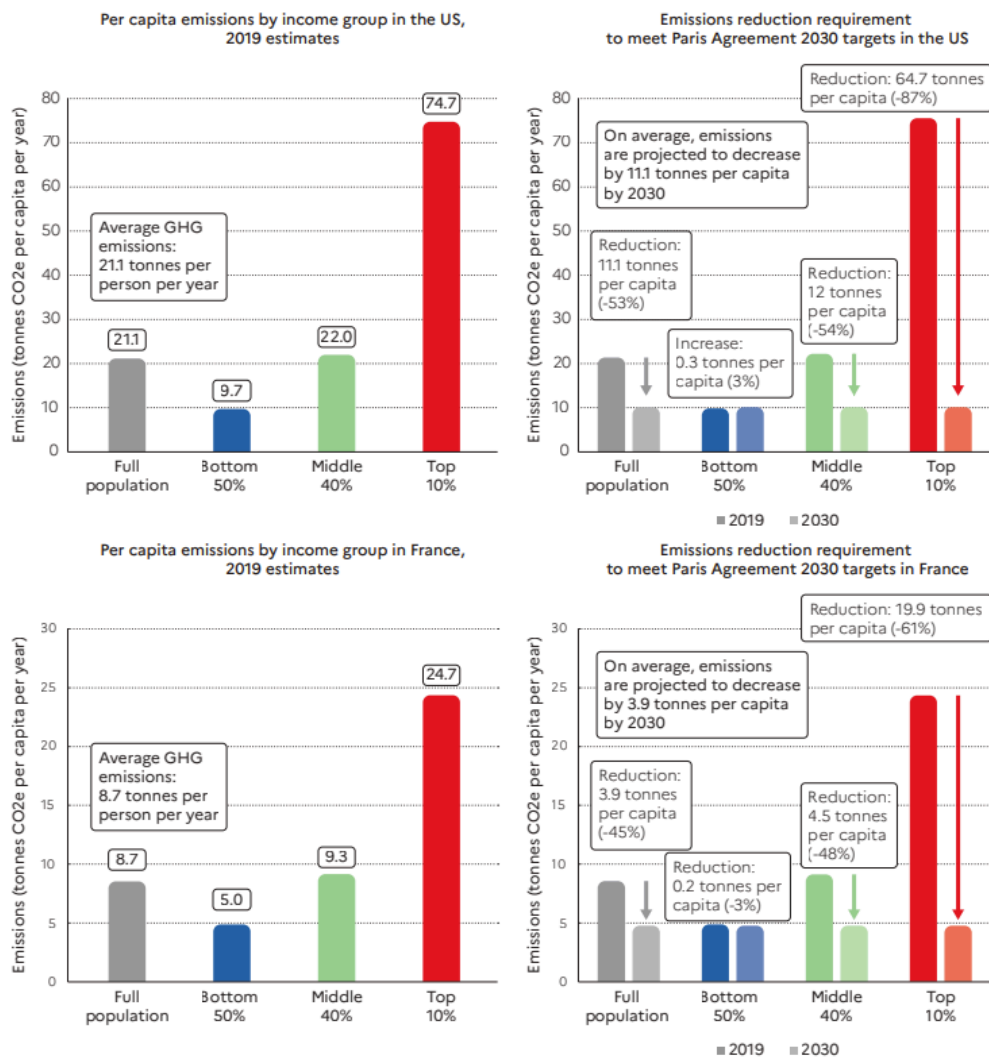 Per capita emissions by income group in the US,
2019 estimates
Emissions (tonnes CO2e per capita per year)
80
70
60
50
40
30
20
10
0
Average GHG
emissions:
21.1 tonnes per
person per year
21.1
9.7
22.0
74.7
Full
population
Bottom
50%
Middle
40%
Top
10%
Emissions reduction requirement
to meet Paris Agreement 2030 targets in the US
Emissions (tonnes CO2e per capita per year)
80
70
60
50
40
30
20
10
0
Reduction: 64.7 tonnes
per capita (-87%)
On average, emissions
are projected to decrease
by 11.1 tonnes per capita
by 2030
Reduction:
11.1 tonnes
per capita
(-53%)
Increase:
0.3 tonnes per
capita (3%)
Reduction:
12 tonnes
per capita
(-54%)
Full
population
Bottom
50%
Middle
40%
Top
10%
2019 2030
Per capita emissions by income group in France,
2019 estimates
Emissions (tonnes CO2e per capita per year)
30
25
20
15
10
5
0
Average GHG
emissions:
8.7 tonnes per
person per year
8.7
5.0
9.3
24.7
Full
population
Bottom
50%
Middle
40%
Top
10%
Emissions reduction requirement
to meet Paris Agreement 2030 targets in France
Emissions (tonnes CO2e per capita per year)
30
25
20
15
10
5
0
Reduction: 19.9 tonnes
per capita (-61%)
On average, emissions
are projected to decrease
by 3.9 tonnes per capita
by 2030
Reduction:
3.9 tonnes
per capita
(-45%)
Reduction:
0.2 tonnes per
capita (-3%)
Reduction:
4.5 tonnes
per capita
(-48%)
Full
population
Bottom
50%
Middle
40%
Top
10%
2019 2030